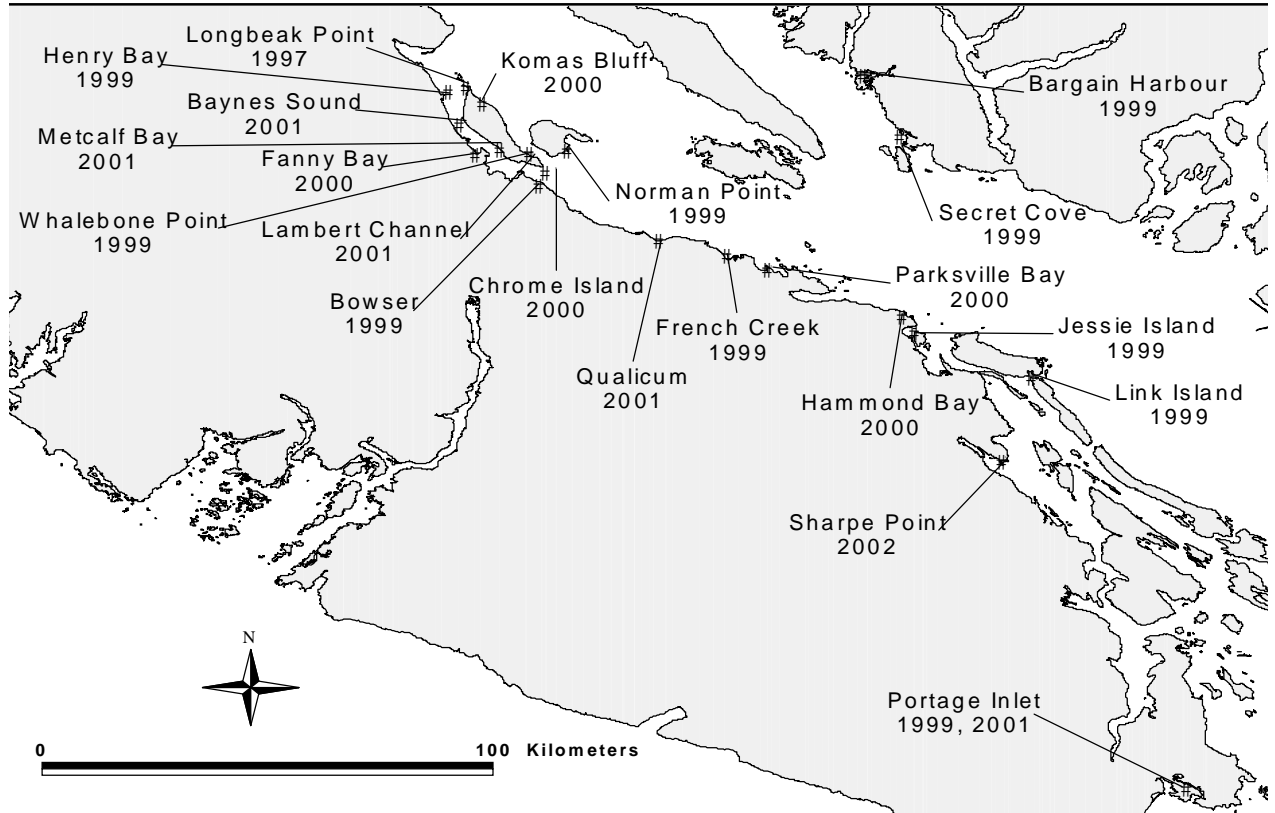 Longbeak Point
1997
Henry Bay
1999
Komas Bluff
2000
Bargain Harbour
1999
Baynes Sound
2001
Metcalf Bay
2001
Fanny Bay
2000
Norman Point
1999
Secret Cove
1999
Whalebone Point
1999
Lambert Channel
2001
Chrome Island
2000
Parksville Bay
2000
Bowser
1999
French Creek
1999
Jessie Island
1999
Qualicum
2001
Hammond Bay
2000
Link Island
1999
Sharpe Point
2002
N
Portage Inlet
1999, 2001
0 100 Kilometers